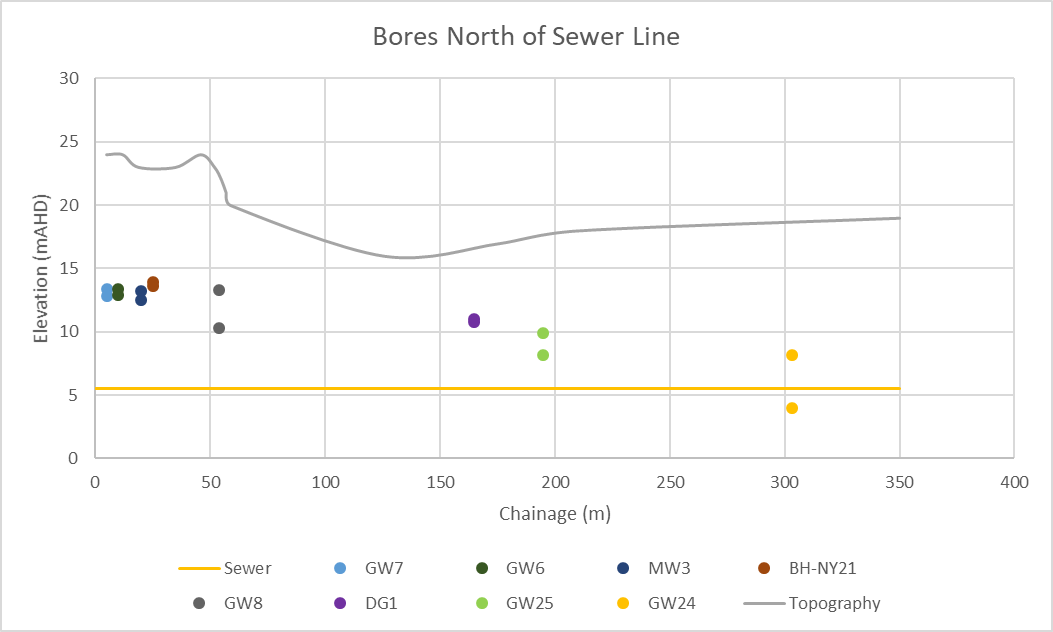 Bores North of Sewer Line
30
25
20
15
10
5
0
Elevation (mAHD)
0 50 100 150 200 250 300 350 400
Chainage (m)
Sewer GW7 GW6 MW3 BH-NY21
GW8 DG1 GW25 GW24 Topography